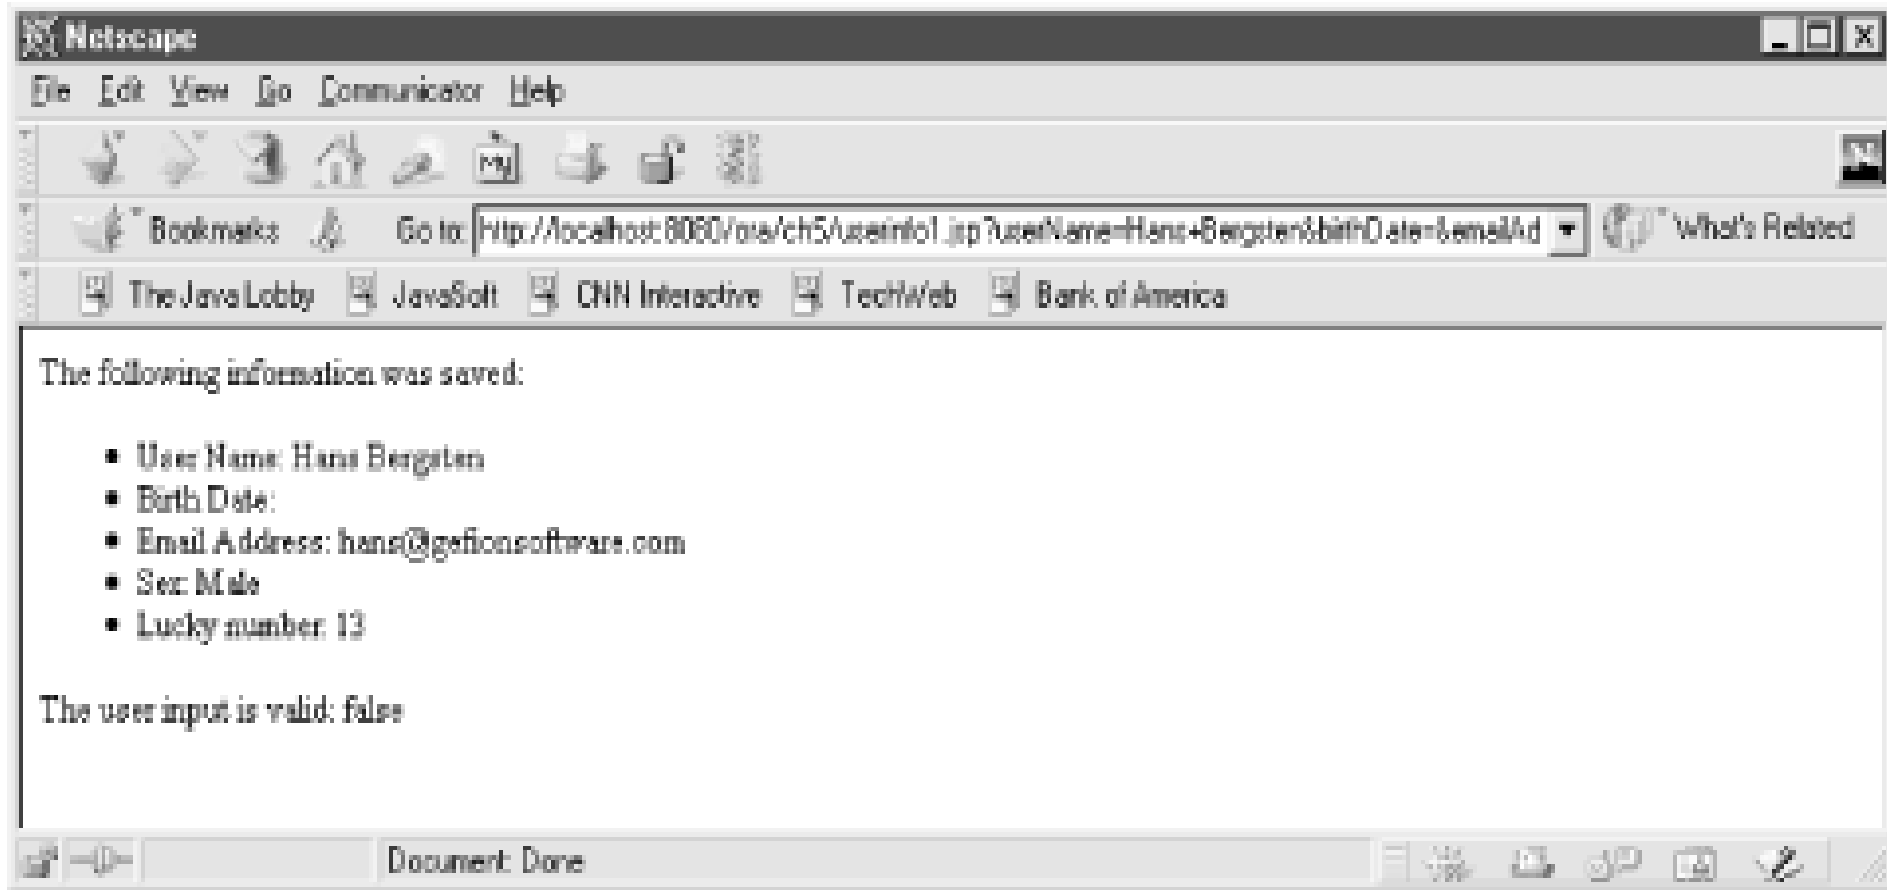 Netscape
File Edit View Go Communicator Help
My
Bookmarks Go to: http://localhost:8080/ora/ch5/userinfo1.jsp?userName=Hans+Bergsten&birthDate=&emailAd What's Related
The Java Lobby JavaSoft CNN Interactive TechWeb Bank of America
The following information was saved:
• User Name: Hans Bergsten
• Birth Date:
• Email Address: hans@gefionsoftware.com
• Sex: Male
• Lucky number: 13
The user input is valid: false
Document: Done